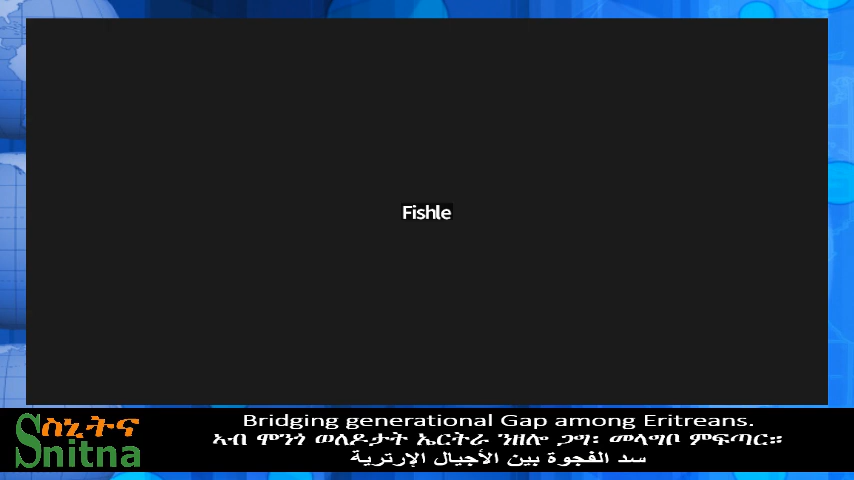 Fishle
ስኒትና
Snitna
Bridging generational Gap among Eritreans.
ኣብ ሞንጎ ወለዶታት ኤርትራ ንዘሎ ጋግ፡ መላግቦ ምፍጣር።
سد الفجوة بين الأجيال الإرترية